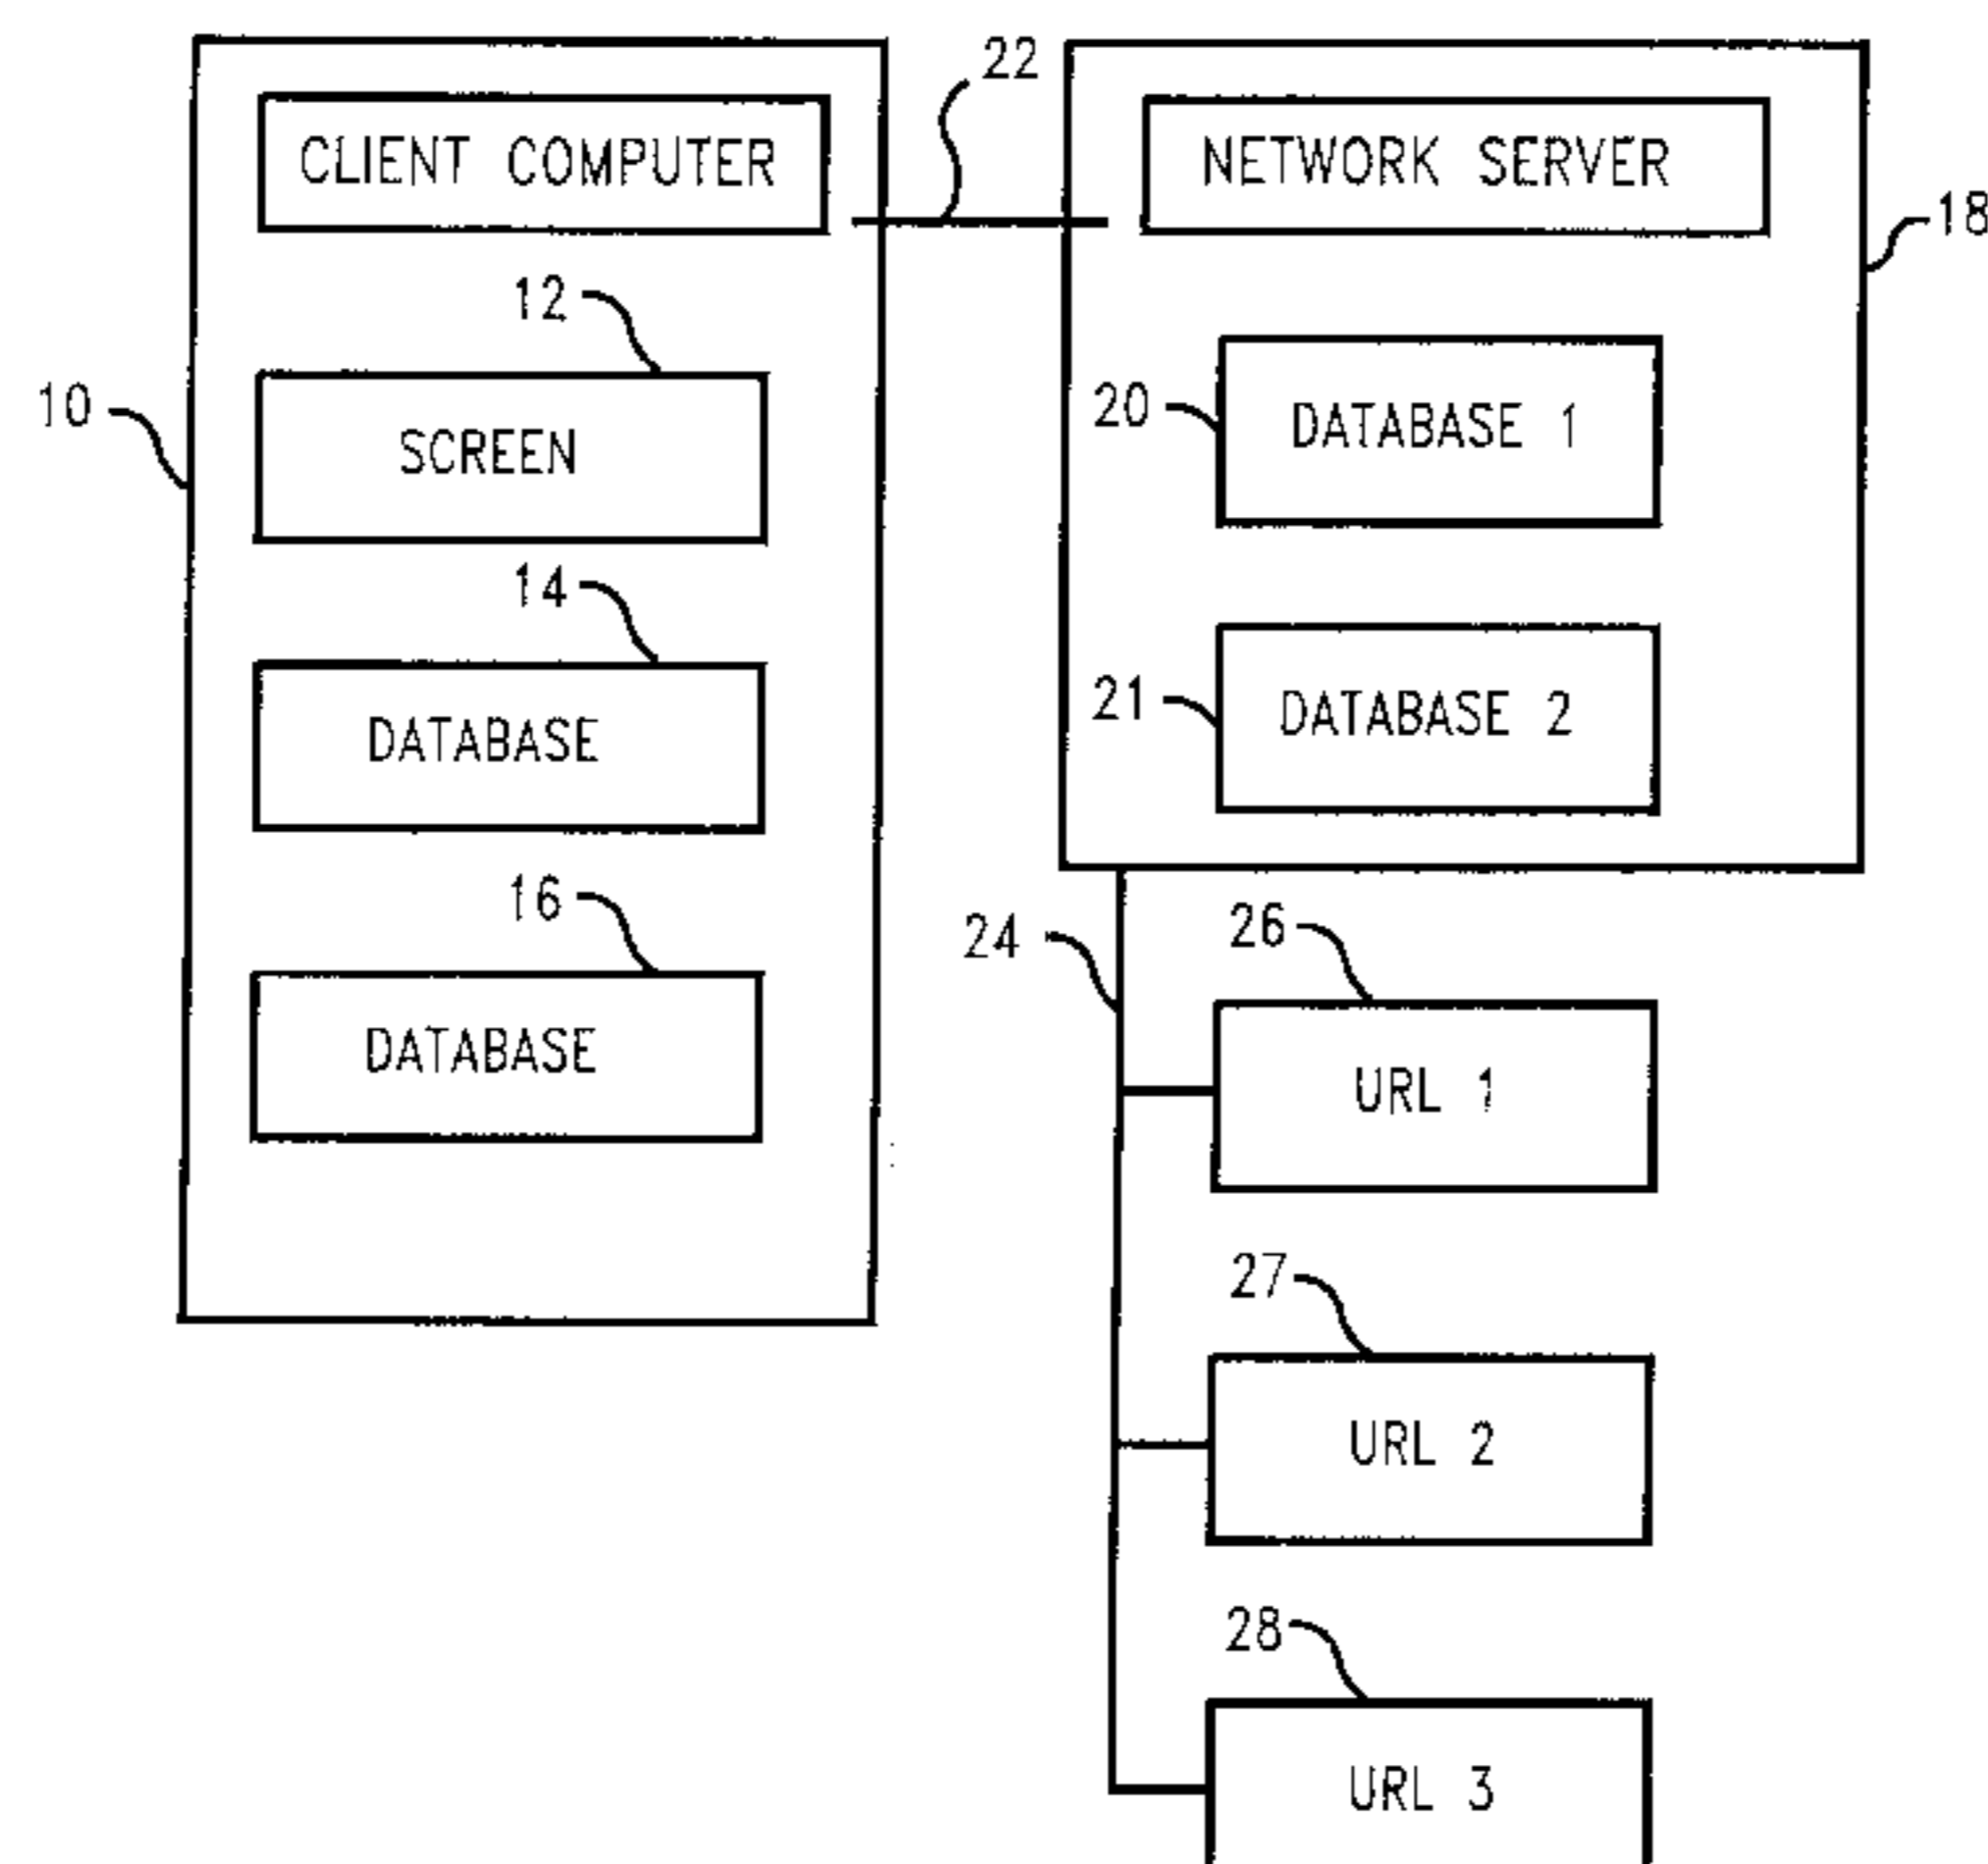 22
CLIENT COMPUTER
NETWORK SERVER
18
12
10
SCREEN
20
DATABASE 1
14
DATABASE
21
DATABASE 2
16
DATABASE
24
26
URL 1
27
URL 2
28
URL 3